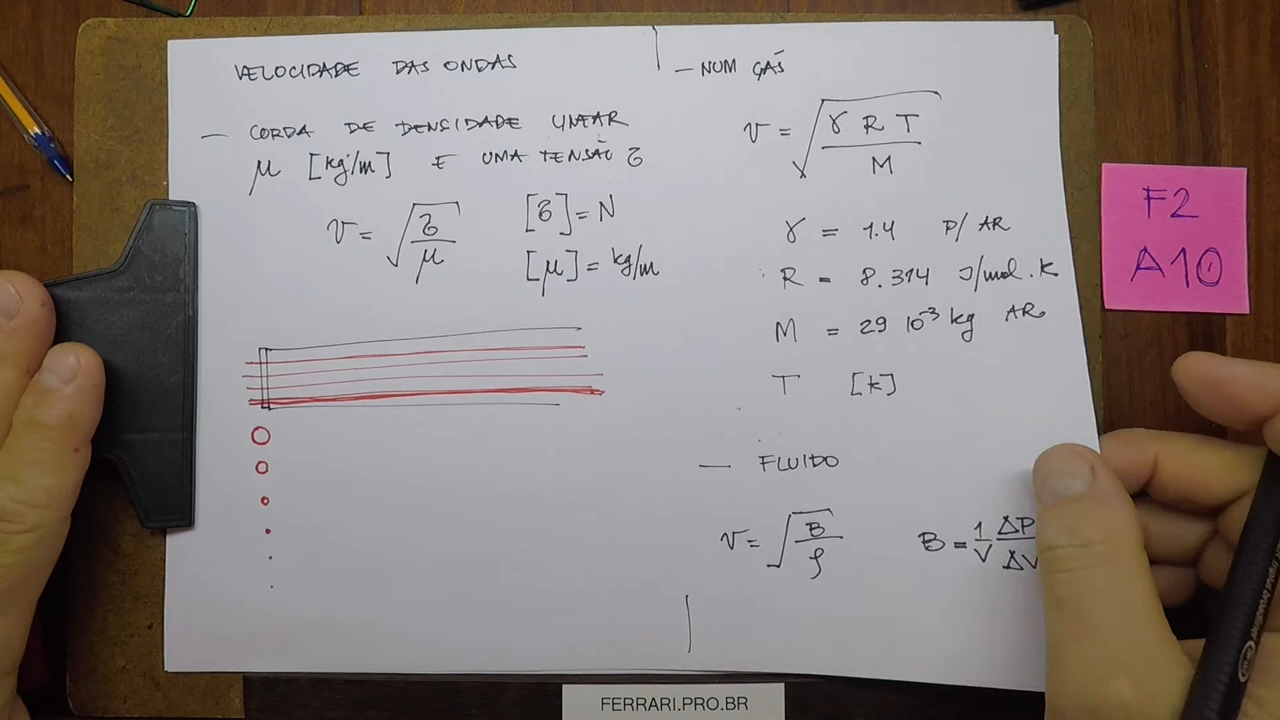 VELOCIDADE DAS ONDAS
— CORDA DE DENSIDADE LINEAR
μ [kg/m] E UMA TENSÃO Ɛ
v = √(Ɛ/μ) [Ɛ] = N
[μ] = kg/m
— NUM GÁS
v = √(γ R T/M)
γ = 1.4 P/ AR
R = 8.314 J/mol.K
M = 29 10⁻³ kg AR
T [K]
— FLUIDO
v = √(B/ρ) B = 1/V ΔP/ΔV
F2
A10
FERRARI.PRO.BR